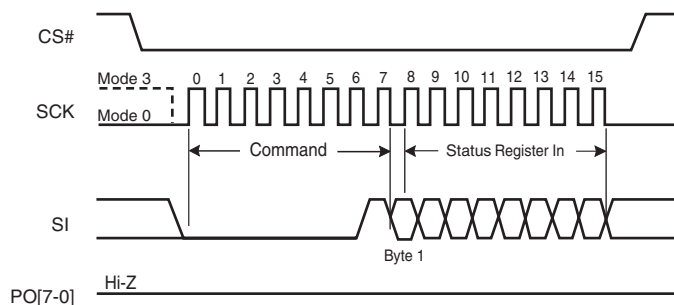 CS#
Mode 3
0 1 2 3 4 5 6 7 8 9 10 11 12 13 14 15
SCK
Mode 0
Command
Status Register In
SI
Byte 1
Hi-Z
PO[7-0]